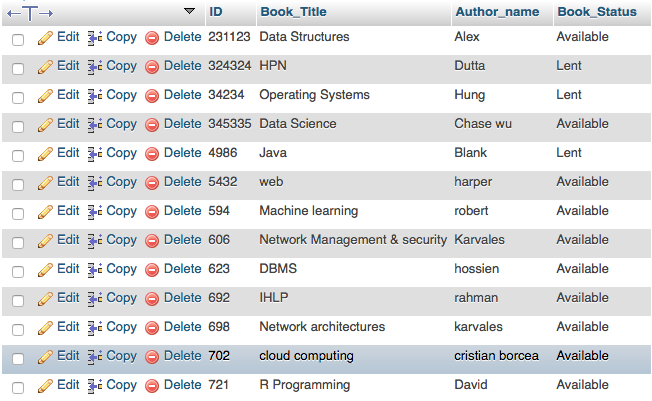 ID Book_Title Author_name Book_Status
Edit Copy Delete 231123 Data Structures Alex Available
Edit Copy Delete 324324 HPN Dutta Lent
Edit Copy Delete 34234 Operating Systems Hung Lent
Edit Copy Delete 345335 Data Science Chase wu Available
Edit Copy Delete 4986 Java Blank Lent
Edit Copy Delete 5432 web harper Available
Edit Copy Delete 594 Machine learning robert Available
Edit Copy Delete 606 Network Management & security Karvales Available
Edit Copy Delete 623 DBMS hossien Available
Edit Copy Delete 692 IHLP rahman Available
Edit Copy Delete 698 Network architectures karvales Available
Edit Copy Delete 702 cloud computing cristian borcea Available
Edit Copy Delete 721 R Programming David Available